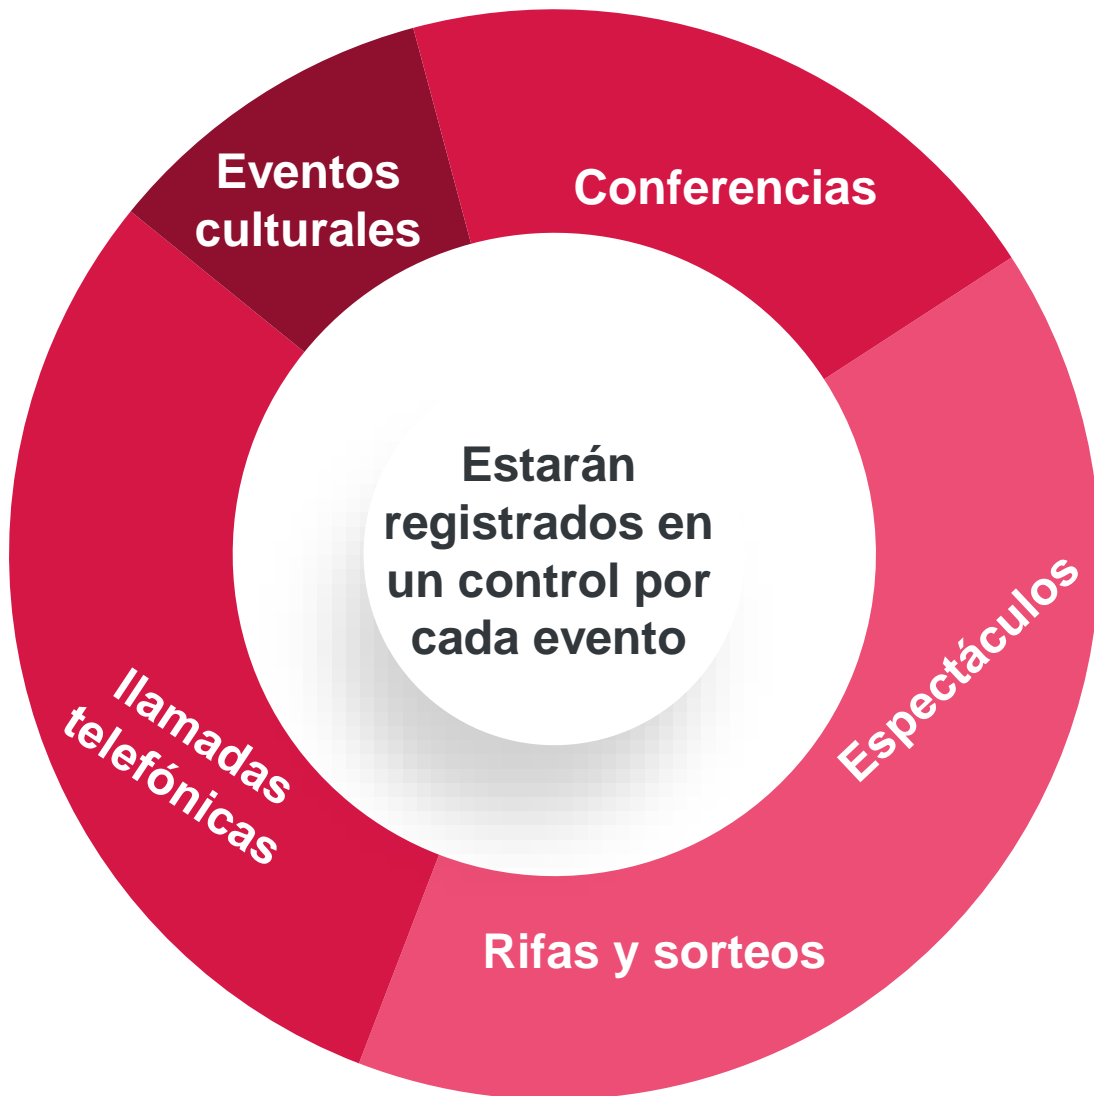 Eventos
culturales
Conferencias
Estarán
registrados en
un control por
cada evento
Espectáculos
llamadas
telefónicas
Rifas y sorteos